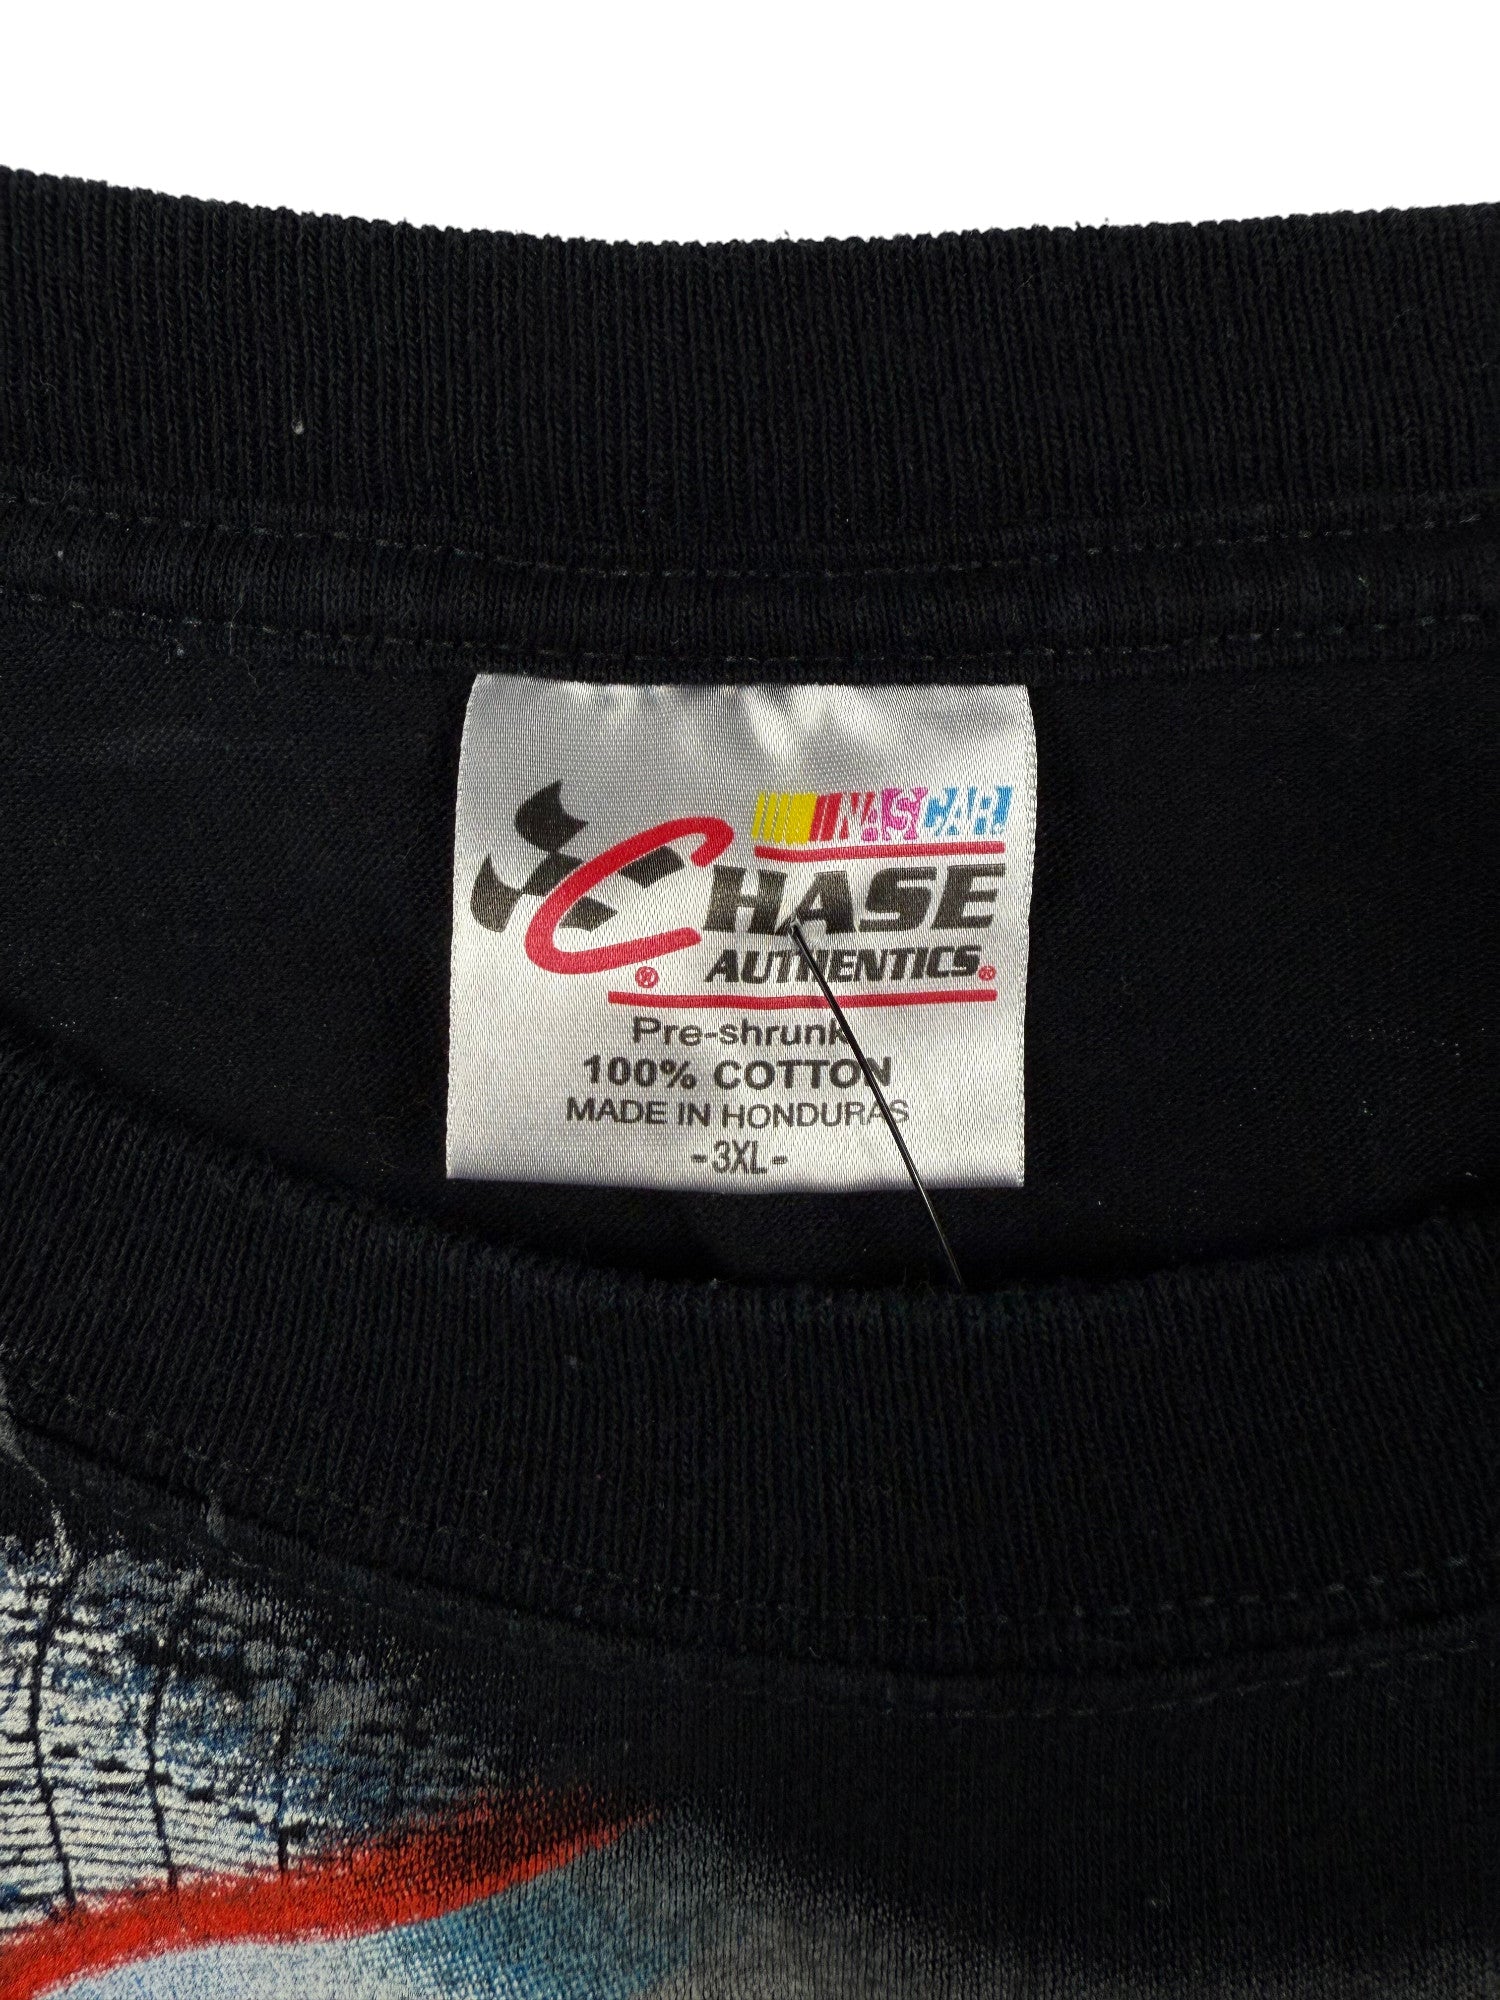 NASCAR
CHASE
AUTHENTICS®
®
Pre-shrunk
100% COTTON
MADE IN HONDURAS
-3XL-